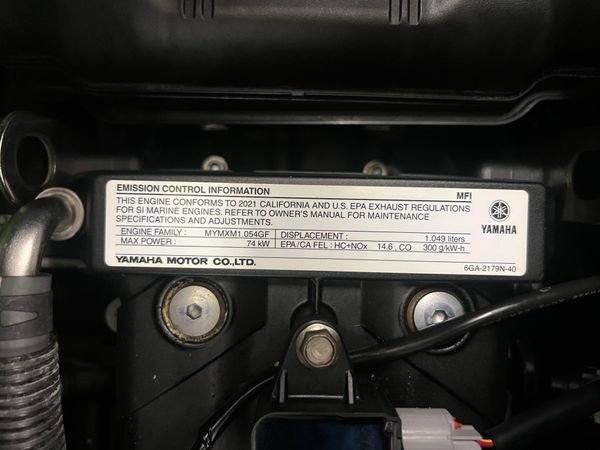 EMISSION CONTROL INFORMATION MFI
THIS ENGINE CONFORMS TO 2021 CALIFORNIA AND U.S. EPA EXHAUST REGULATIONS
FOR SI MARINE ENGINES. REFER TO OWNER'S MANUAL FOR MAINTENANCE
SPECIFICATIONS AND ADJUSTMENTS.
YAMAHA
ENGINE FAMILY : MYMXM1.054GF DISPLACEMENT : 1.049 liters
MAX POWER : 74 kW EPA/CA FEL : HC+NOx 14.6, CO 300 g/kW-h
YAMAHA MOTOR CO.,LTD.
6GA-2179N-40